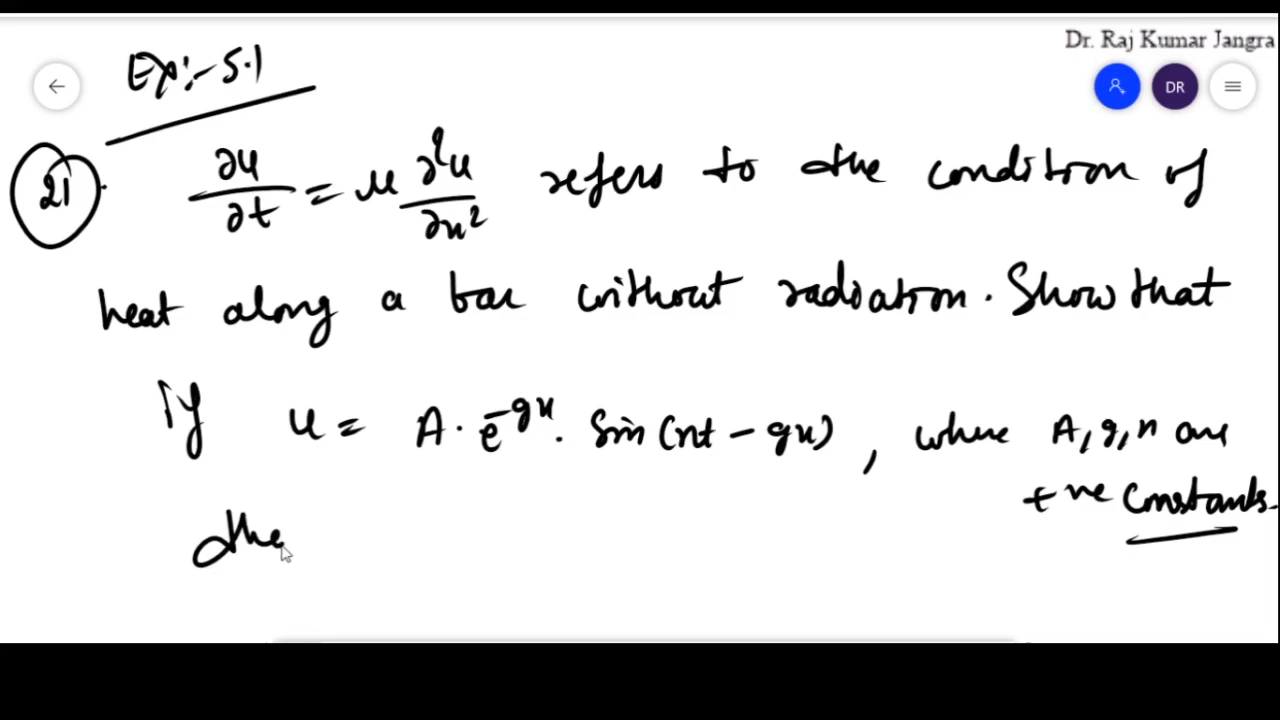 Dr. Raj Kumar Jangra
Ex:- 5.1
DR
21. ∂u/∂t = μ ∂²u/∂x² refers to the condition of
heat along a bar without radiation. Show that
If u = A. e^-gx. Sin(nt - gx), where A, g, n are
+ve Constants.
the